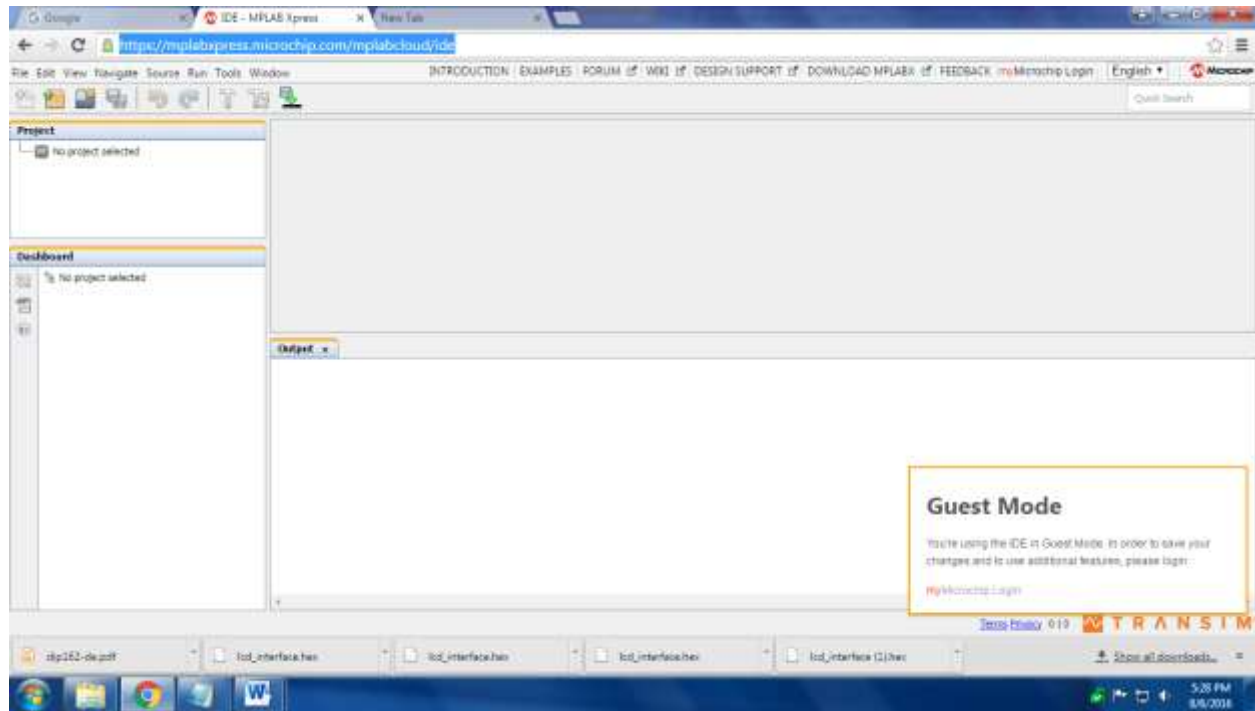 Google
IDE - MPLAB Xpress
New Tab
https://mplabxpress.microchip.com/mplabcloud/ide
File Edit View Navigate Source Run Tools Window
INTRODUCTION EXAMPLES FORUM WIKI DESIGN SUPPORT DOWNLOAD MPLABX FEEDBACK myMicrochip Login English
MICROCHIP
Quick Search
Project
No project selected
Dashboard
No project selected
Output
Guest Mode
You're using the IDE in Guest Mode. In order to save your
changes and to use additional features, please login
myMicrochip Login
Terms Privacy
TRANSIM
lcd_interface.hex
lcd_interface.hex
lcd_interface.hex
lcd_interface (1).hex
Show all downloads...
5:28 PM